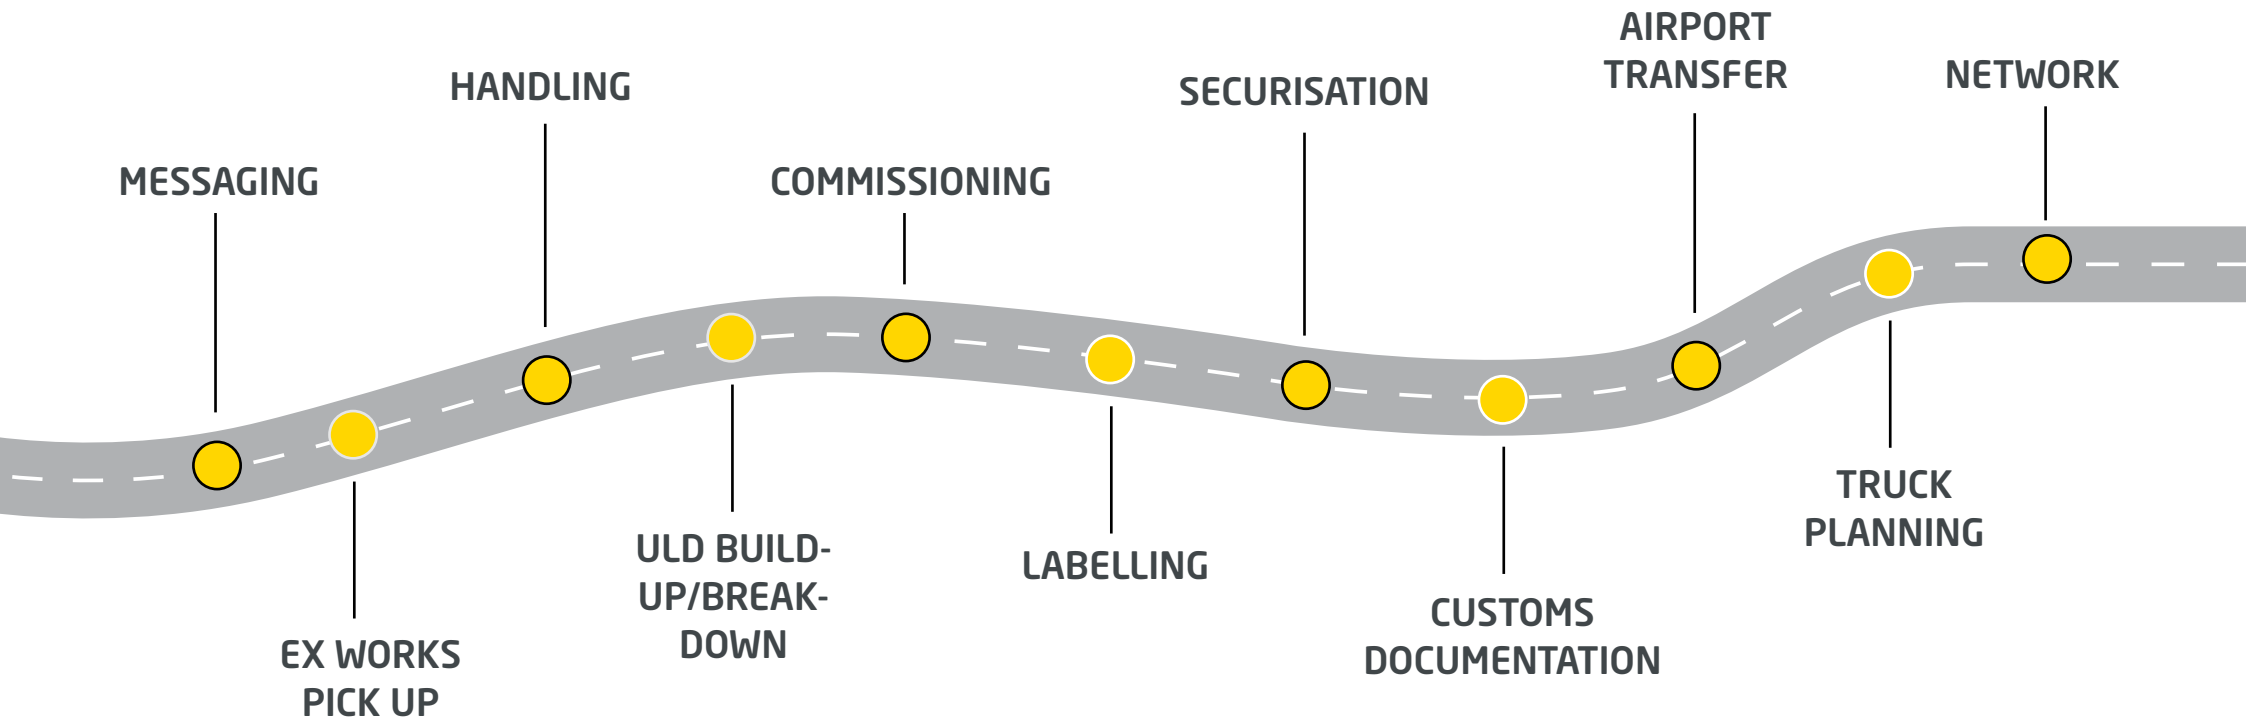 MESSAGING
EX WORKS
PICK UP
HANDLING
ULD BUILD-
UP/BREAK-
DOWN
COMMISSIONING
LABELLING
SECURISATION
CUSTOMS
DOCUMENTATION
AIRPORT
TRANSFER
TRUCK
PLANNING
NETWORK